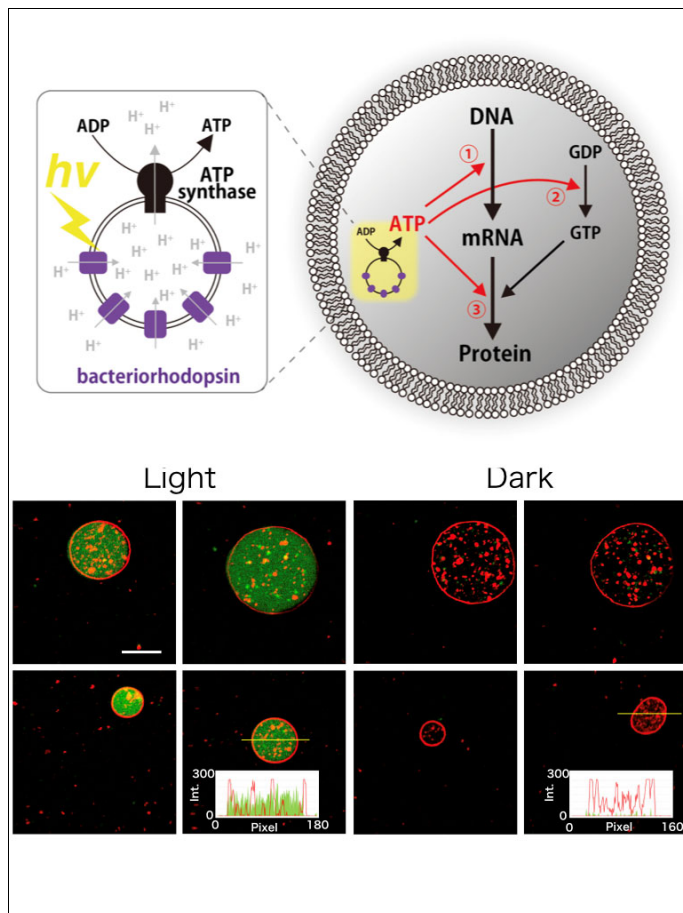 H⁺ H⁺
H⁺ H⁺
ADP H⁺ ATP
hv
ATP
synthase
H⁺ H⁺
H⁺ H⁺ H⁺
H⁺ H⁺ H⁺ H⁺
H⁺ H⁺
H⁺ H⁺
H⁺ H⁺
bacteriorhodopsin
DNA
①
GDP
②
ATP
ADP
mRNA
GTP
③
Protein
Light Dark
300
Int.
0
0 Pixel 180
300
Int.
0
0 Pixel 160